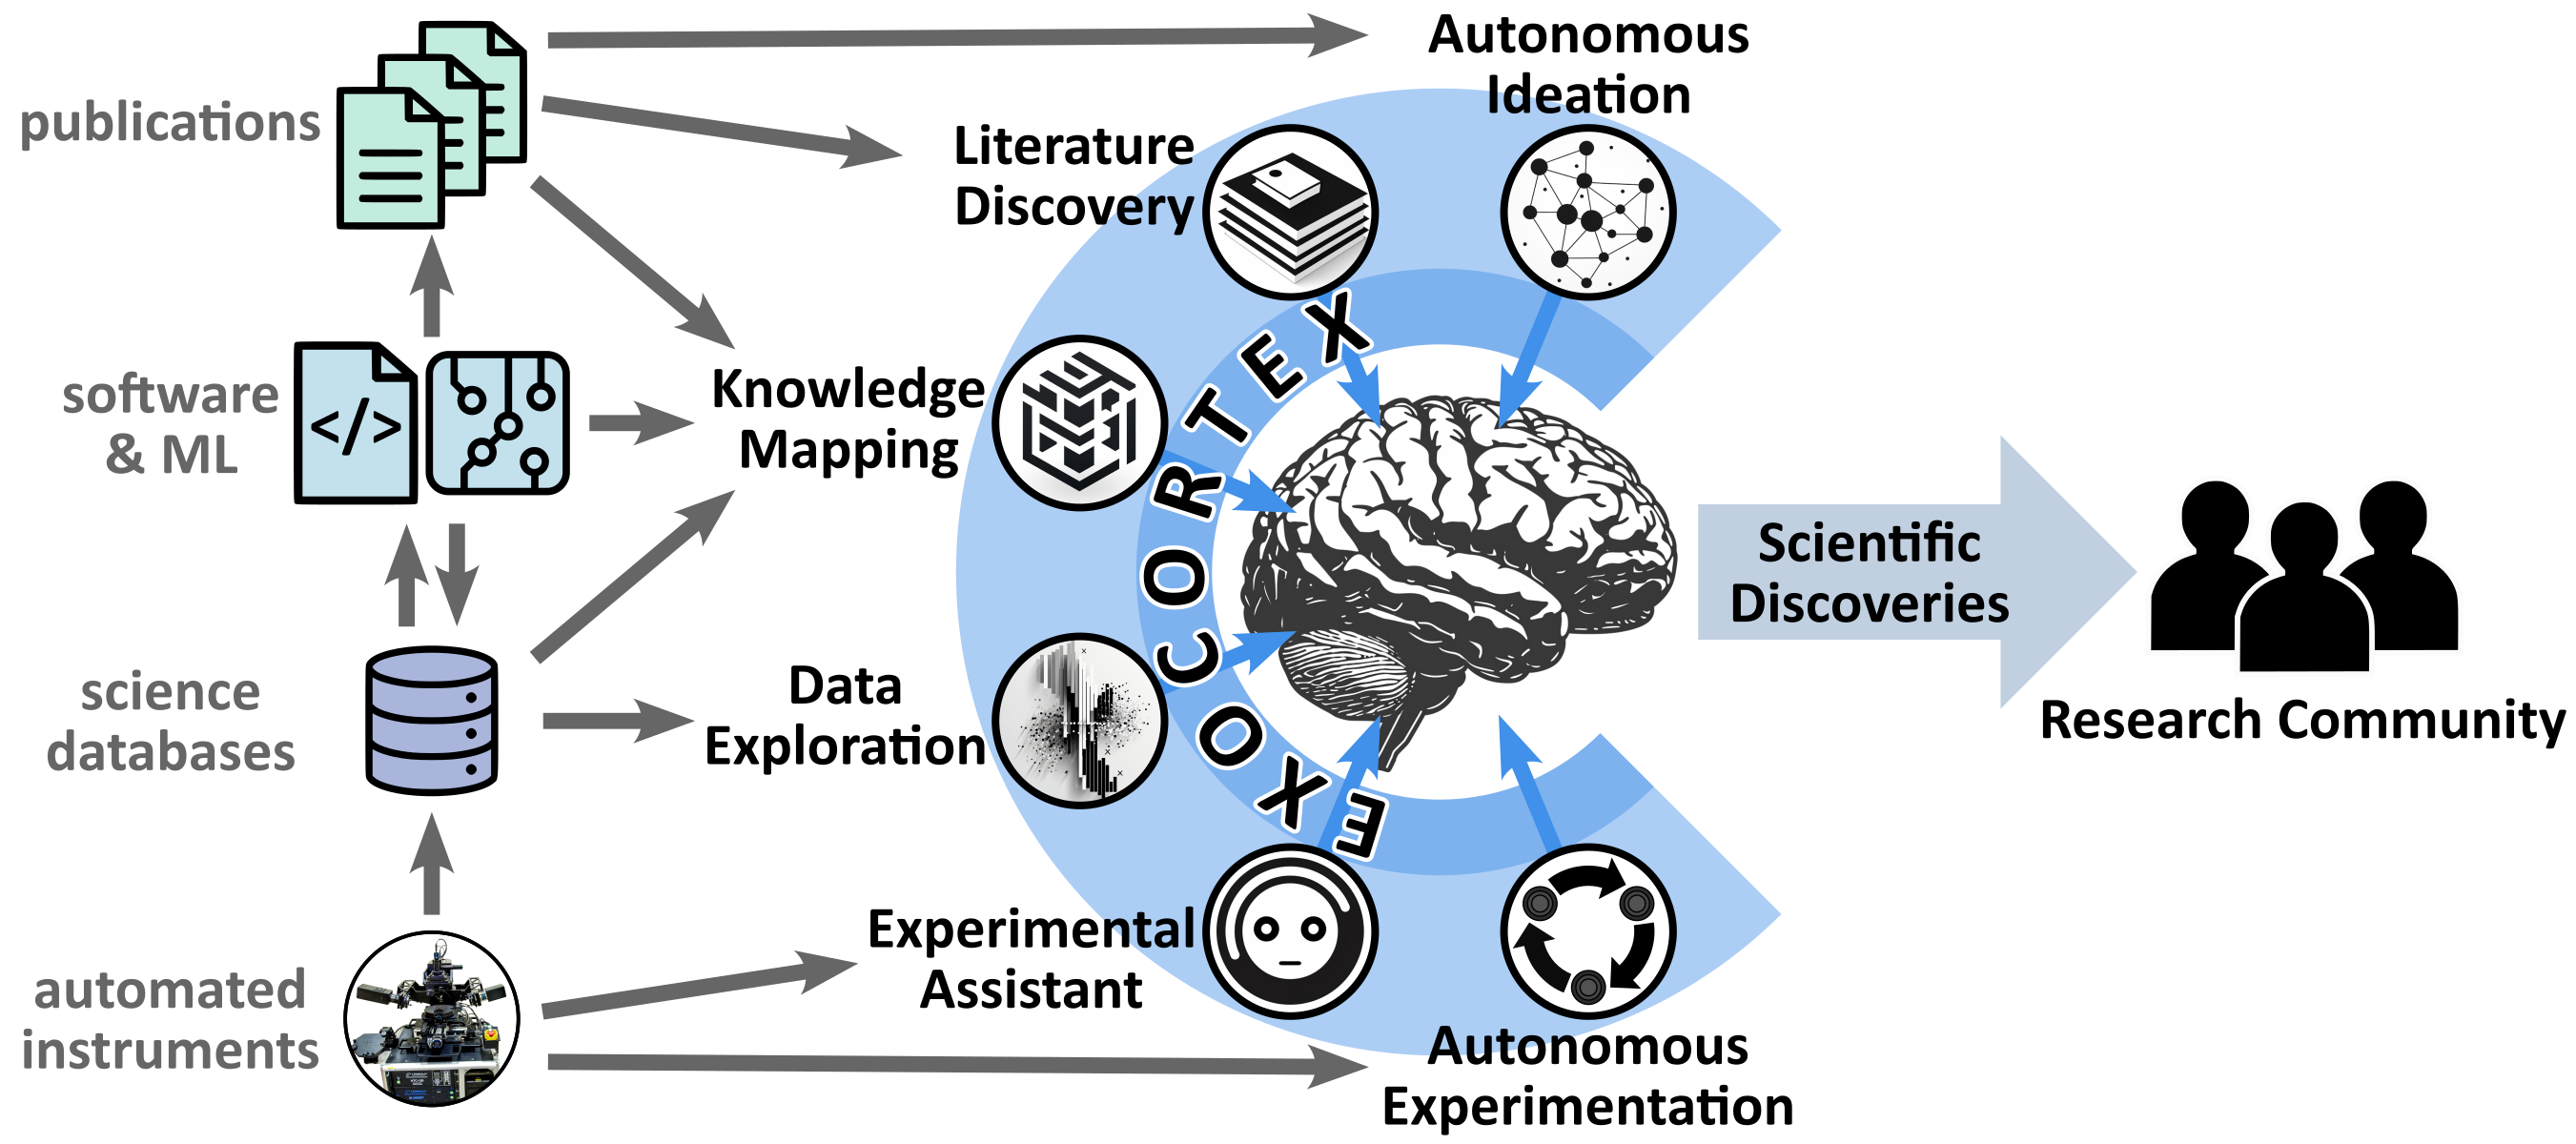 publications
software
& ML
</>
science
databases
automated
instruments
Autonomous
Ideation
Literature
Discovery
Knowledge
Mapping
Data
Exploration
Experimental
Assistant
Autonomous
Experimentation
EXOCORTEX
Scientific
Discoveries
Research Community